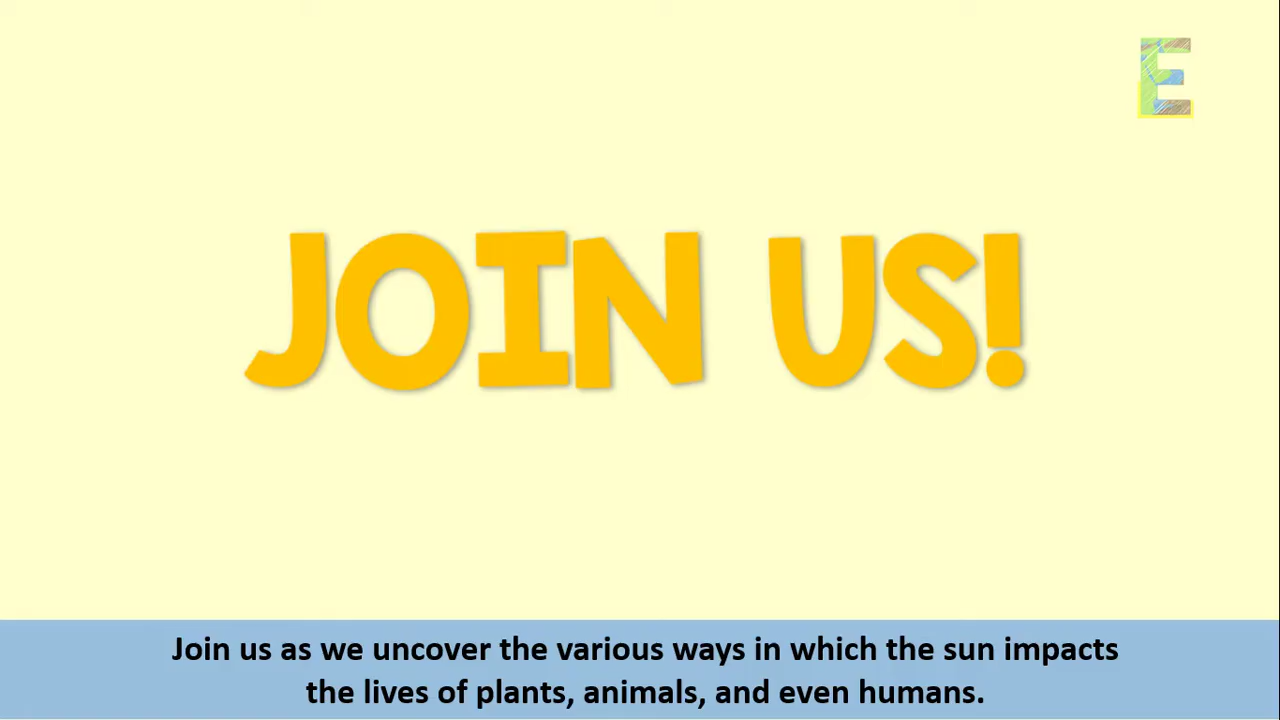 E
JOIN US!
Join us as we uncover the various ways in which the sun impacts
the lives of plants, animals, and even humans.